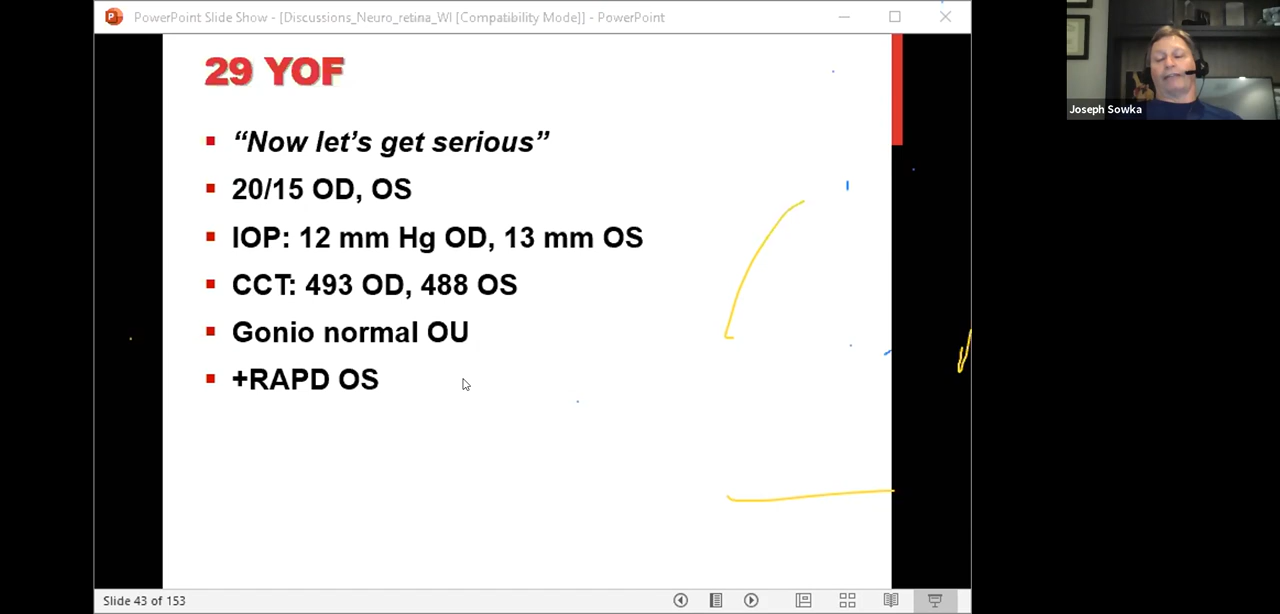 PowerPoint Slide Show - [Discussions_Neuro_retina_WI [Compatibility Mode]] - PowerPoint
29 YOF
“Now let’s get serious”
20/15 OD, OS
IOP: 12 mm Hg OD, 13 mm OS
CCT: 493 OD, 488 OS
Gonio normal OU
+RAPD OS
Slide 43 of 153
Joseph Sowka